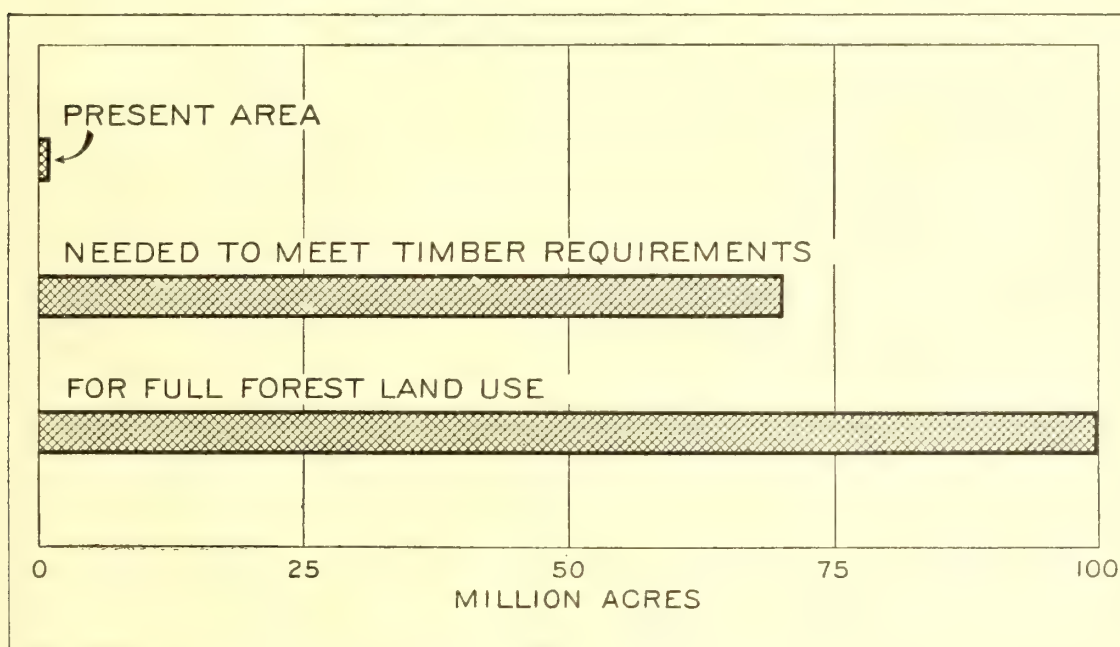 PRESENT AREA
NEEDED TO MEET TIMBER REQUIREMENTS
FOR FULL FOREST LAND USE
0 25 50 75 100
MILLION ACRES